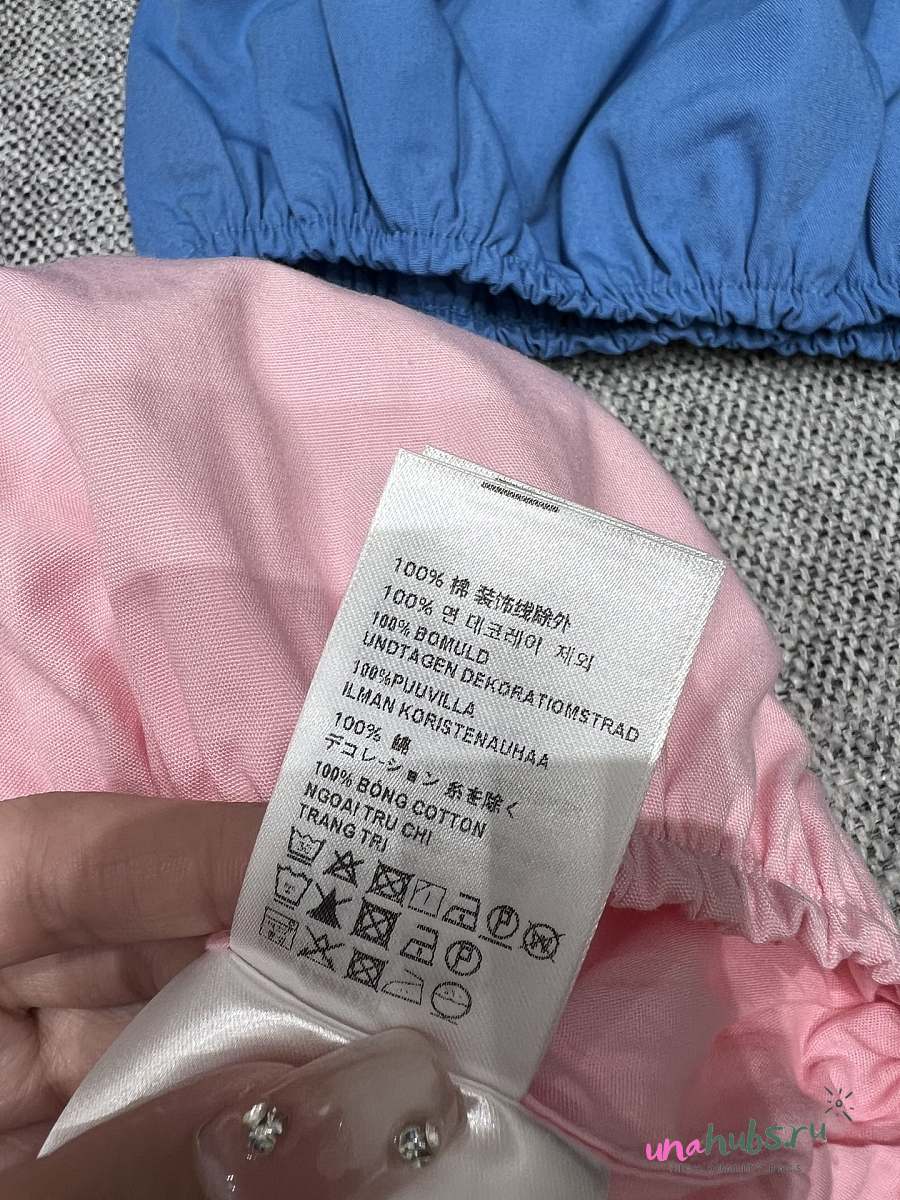 100% 棉 装饰线除外
100% 면 데코레이 제외
100% BOMULD
UNDTAGEN DEKORATIOMSTRAD
100%PUUVILLA
ILMAN KORISTENAUHAA
100% 綿
デコレ-ション 糸を除く
100% BONG COTTON
NGOAI TRU CHI
TRANG TRI
unahubs.ru